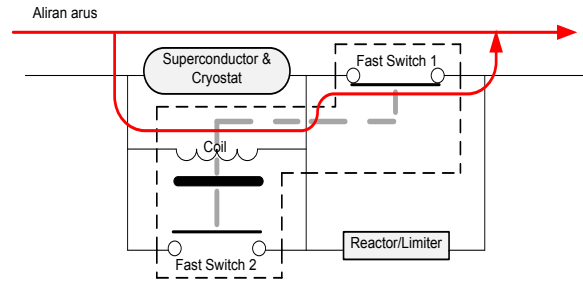 Aliran arus
Superconductor &
Cryostat
Fast Switch 1
Coil
Fast Switch 2
Reactor/Limiter